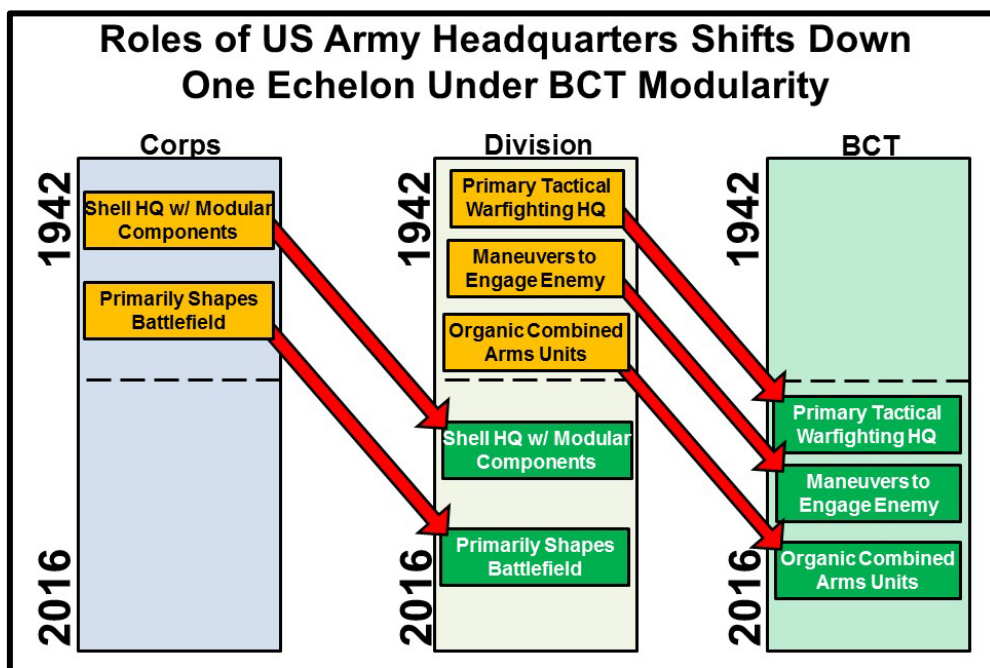 Roles of US Army Headquarters Shifts Down
One Echelon Under BCT Modularity
Corps
1942
Shell HQ w/ Modular
Components
Primarily Shapes
Battlefield
2016
Division
1942
Primary Tactical
Warfighting HQ
Maneuvers to
Engage Enemy
Organic Combined
Arms Units
Shell HQ w/ Modular
Components
Primarily Shapes
Battlefield
2016
BCT
1942
Primary Tactical
Warfighting HQ
Maneuvers to
Engage Enemy
Organic Combined
Arms Units
2016